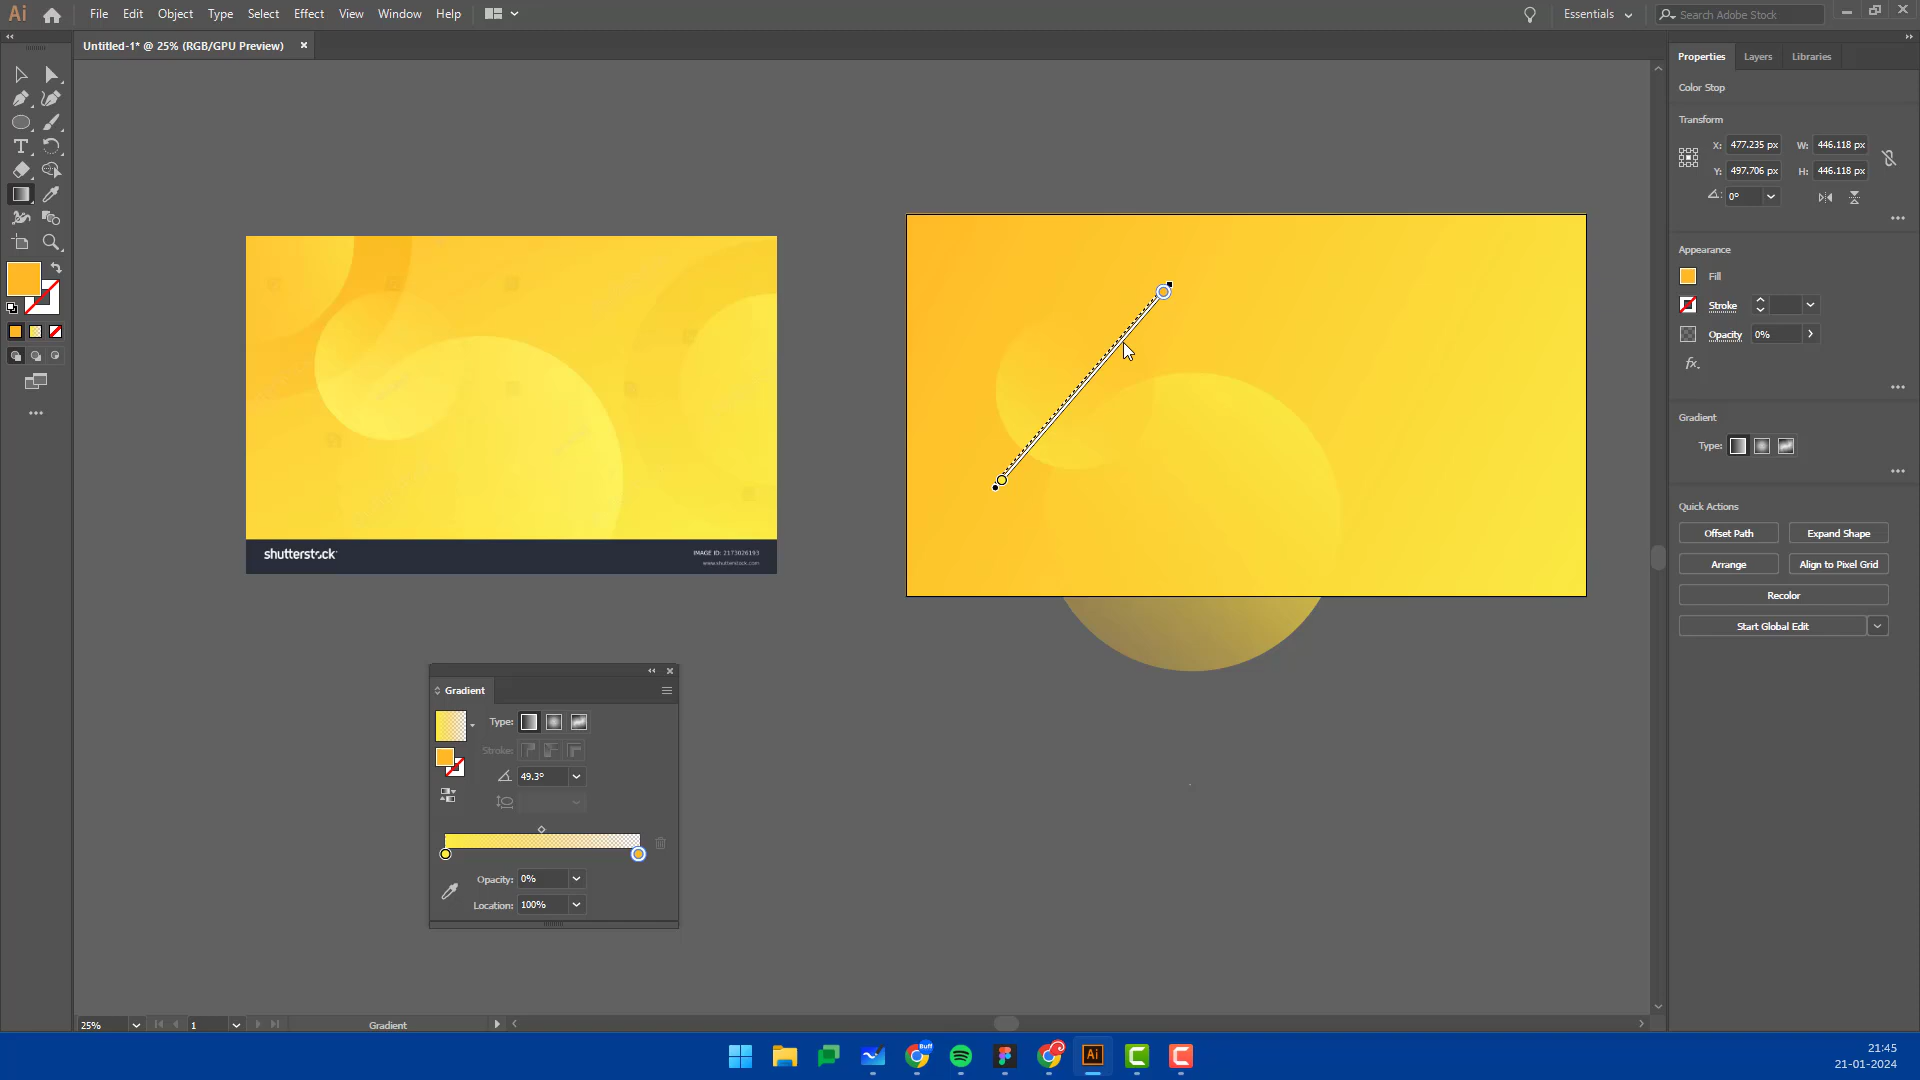 Ai
File Edit Object Type Select Effect View Window Help
Essentials
Search Adobe Stock
Untitled-1* @ 25% (RGB/GPU Preview)
Properties Layers Libraries
Color Stop
Transform
X: 477.235 px W: 446.118 px
Y: 497.706 px H: 446.118 px
0°
Appearance
Fill
Stroke
Opacity 0%
fx.
Gradient
Type:
Quick Actions
Offset Path Expand Shape
Arrange Align to Pixel Grid
Recolor
Start Global Edit
shutterstock
IMAGE ID: 2173026193
www.shutterstock.com
Gradient
Type:
Stroke:
49.3°
Opacity: 0%
Location: 100%
25% 1 Gradient
Buff
Ai
21:45
21-01-2024